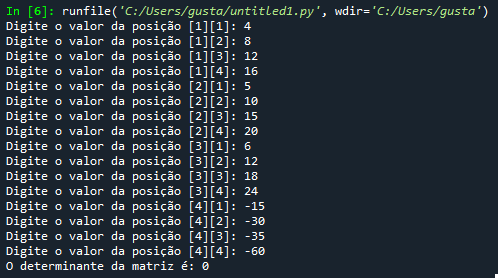 In [6]: runfile('C:/Users/gusta/untitled1.py', wdir='C:/Users/gusta')
Digite o valor da posição [1][1]: 4
Digite o valor da posição [1][2]: 8
Digite o valor da posição [1][3]: 12
Digite o valor da posição [1][4]: 16
Digite o valor da posição [2][1]: 5
Digite o valor da posição [2][2]: 10
Digite o valor da posição [2][3]: 15
Digite o valor da posição [2][4]: 20
Digite o valor da posição [3][1]: 6
Digite o valor da posição [3][2]: 12
Digite o valor da posição [3][3]: 18
Digite o valor da posição [3][4]: 24
Digite o valor da posição [4][1]: -15
Digite o valor da posição [4][2]: -30
Digite o valor da posição [4][3]: -35
Digite o valor da posição [4][4]: -60
O determinante da matriz é: 0